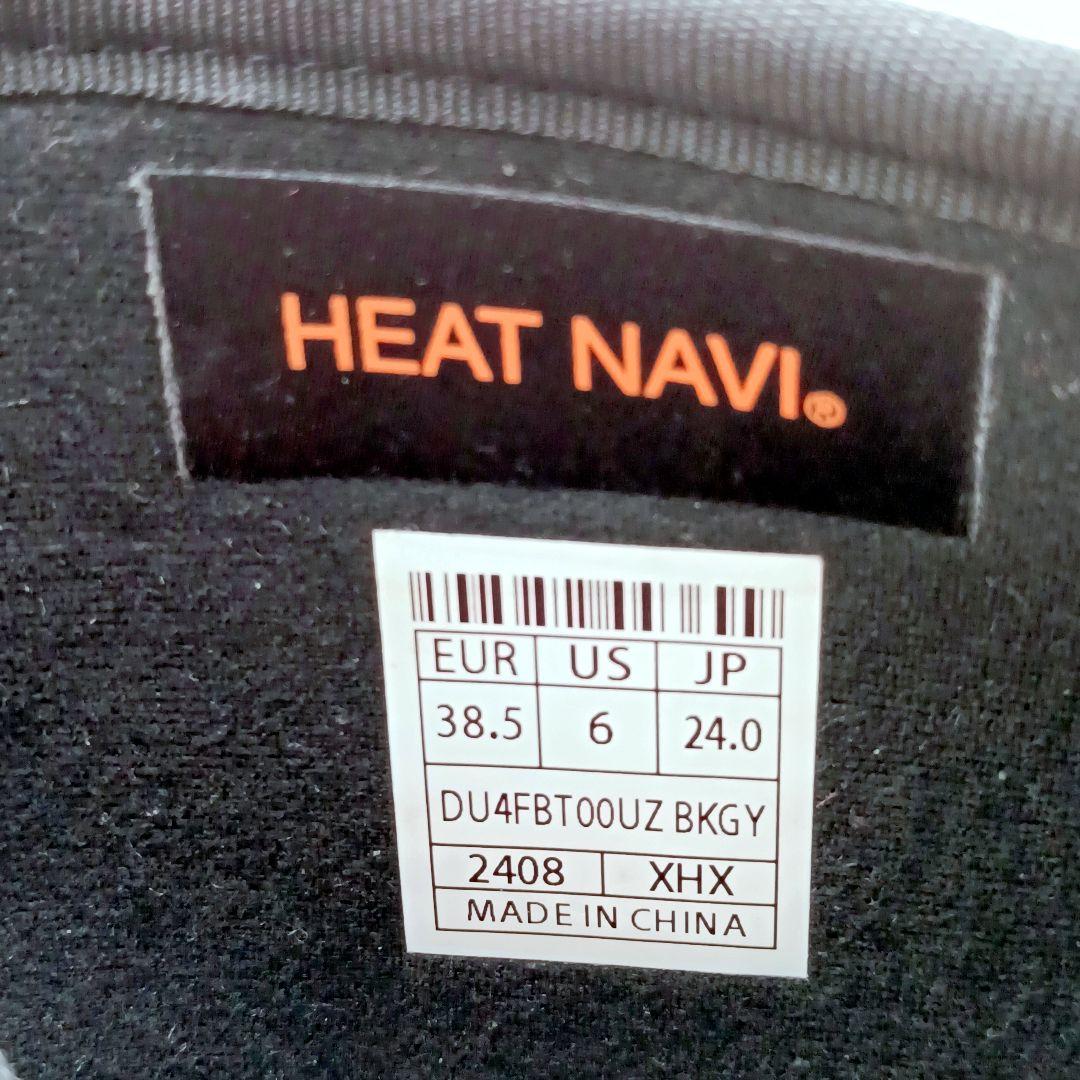 HEAT NAVI®
EUR US JP
38.5 6 24.0
DU4FBT00UZ BKGY
2408 XHX
MADE IN CHINA